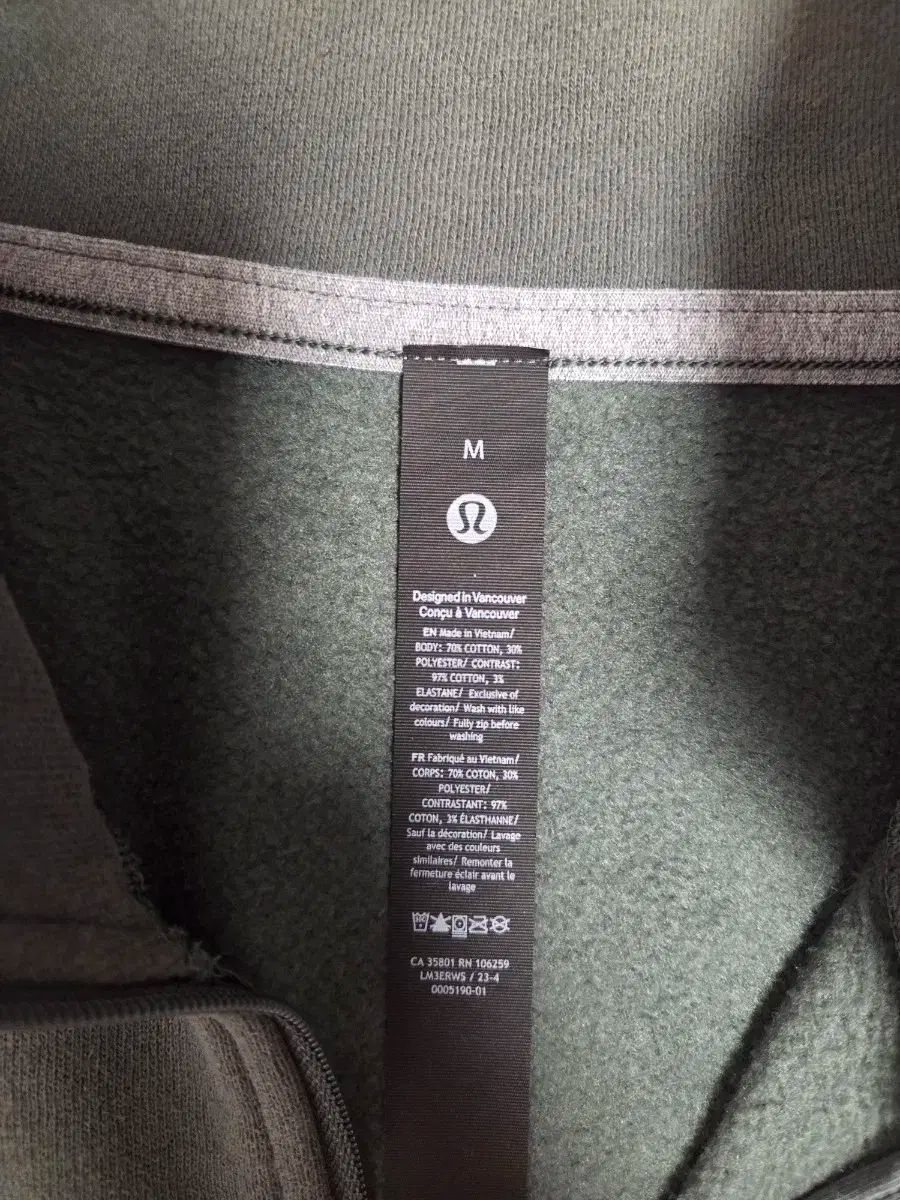 M
Designed in Vancouver
Conçu à Vancouver
EN Made in Vietnam/
BODY: 70% COTTON, 30%
POLYESTER/ CONTRAST:
97% COTTON, 3%
ELASTANE/ Exclusive of
decoration/ Wash with like
colours/ Fully zip before
washing
FR Fabriqué au Vietnam/
CORPS: 70% COTON, 30%
POLYESTER/
CONTRASTANT: 97%
COTON, 3% ÉLASTHANNE/
Sauf la décoration/ Lavage
avec des couleurs
similaires/ Remonter la
fermeture éclair avant le
lavage
CA 35801 RN 106259
LM3ERWS / 23-4
0005190-01